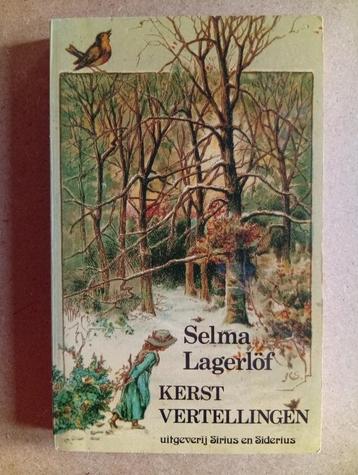 Selma
Lagerlöf
KERST
VERTELLINGEN
uitgeverij Sirius en Siderius